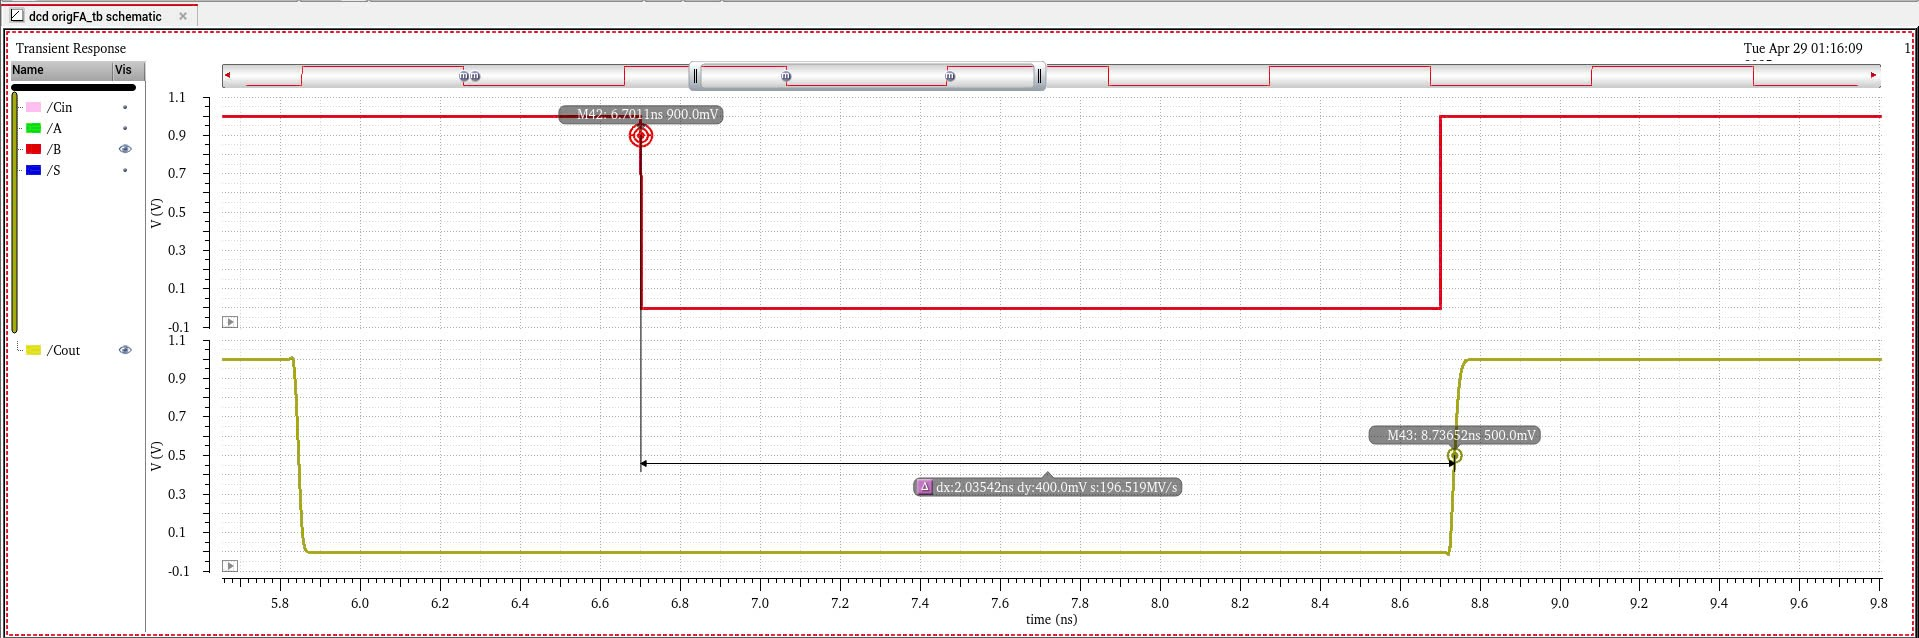 dcd origFA_tb schematic
Transient Response
Tue Apr 29 01:16:09
1
Name Vis
/Cin
/A
/B
/S
/Cout
1.1
0.9
0.7
0.5
0.3
0.1
-0.1
V (V)
M42: 6.7011ns 900.0mV
1.1
0.9
0.7
0.5
0.3
0.1
-0.1
V (V)
M43: 8.73652ns 500.0mV
Δ dx:2.03542ns dy:400.0mV s:196.519MV/s
5.8 6.0 6.2 6.4 6.6 6.8 7.0 7.2 7.4 7.6 7.8 8.0 8.2 8.4 8.6 8.8 9.0 9.2 9.4 9.6 9.8
time (ns)